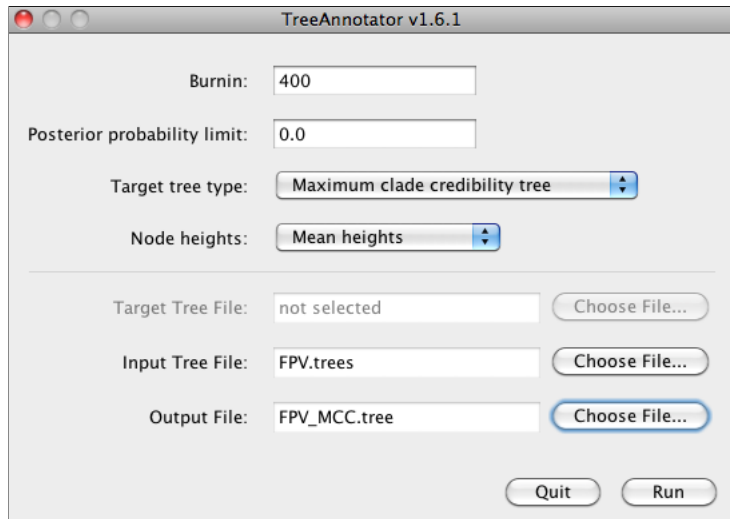 TreeAnnotator v1.6.1
Burnin: 400
Posterior probability limit: 0.0
Target tree type: Maximum clade credibility tree
Node heights: Mean heights
Target Tree File: not selected Choose File...
Input Tree File: FPV.trees Choose File...
Output File: FPV_MCC.tree Choose File...
Quit Run